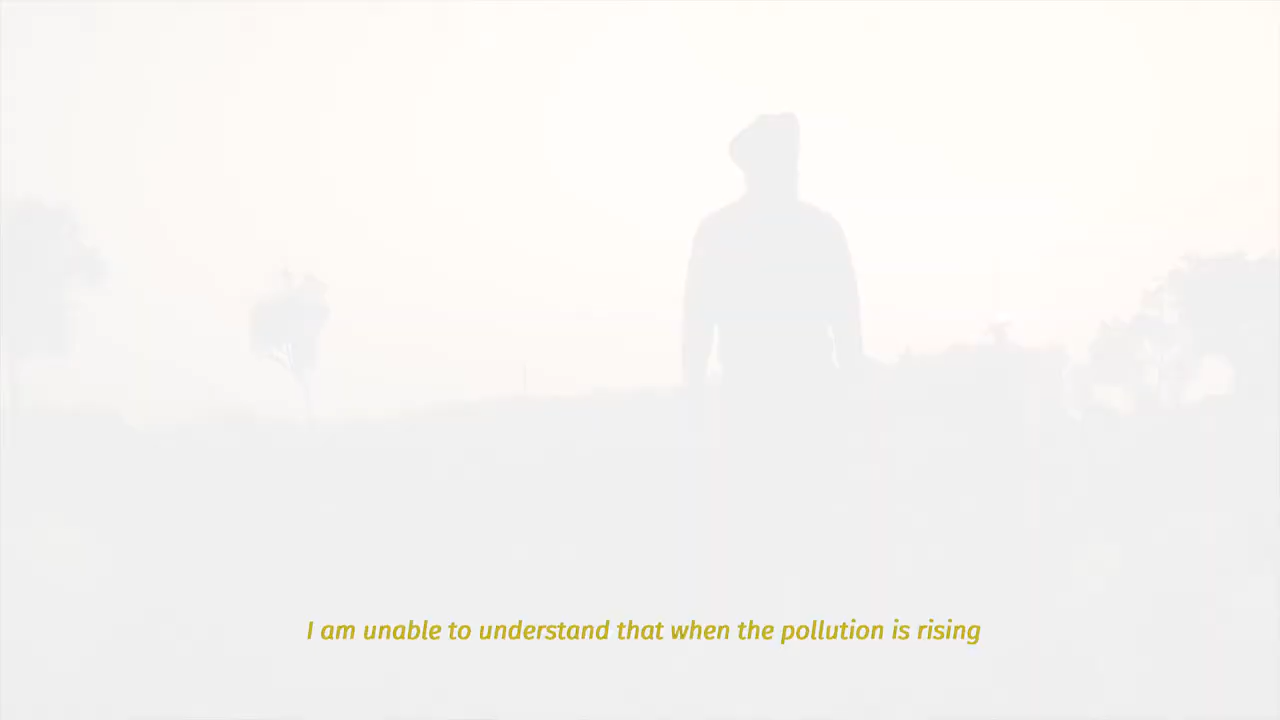 I am unable to understand that when the pollution is rising